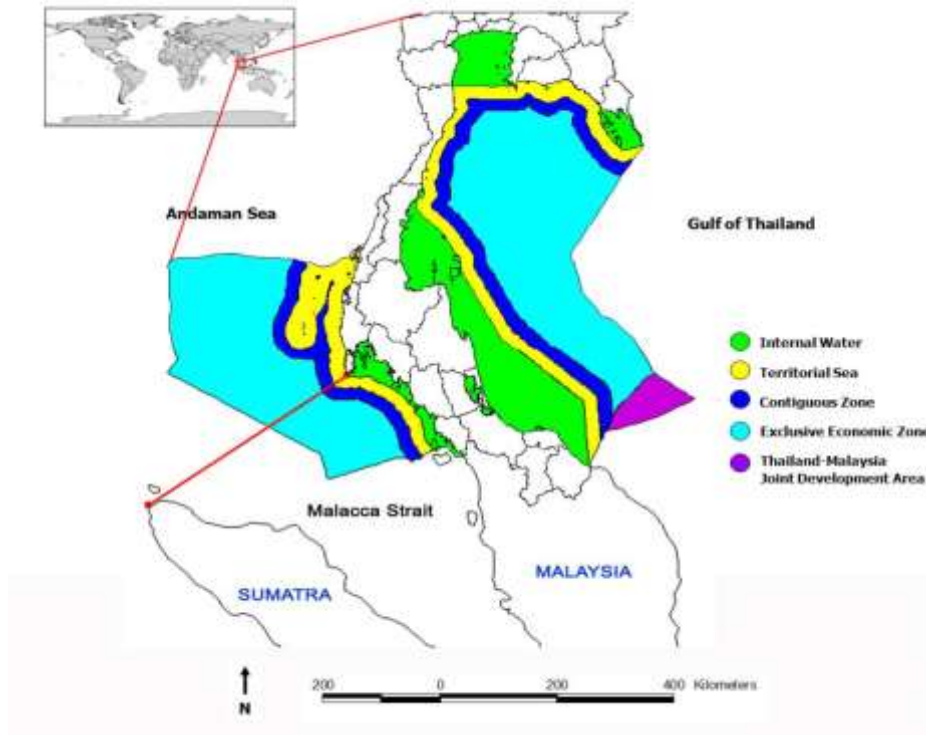 Andaman Sea
Gulf of Thailand
Internal Water
Territorial Sea
Contiguous Zone
Exclusive Economic Zone
Thailand-Malaysia
Joint Development Area
Malacca Strait
MALAYSIA
SUMATRA
N
200 0 200 400 Kilometers